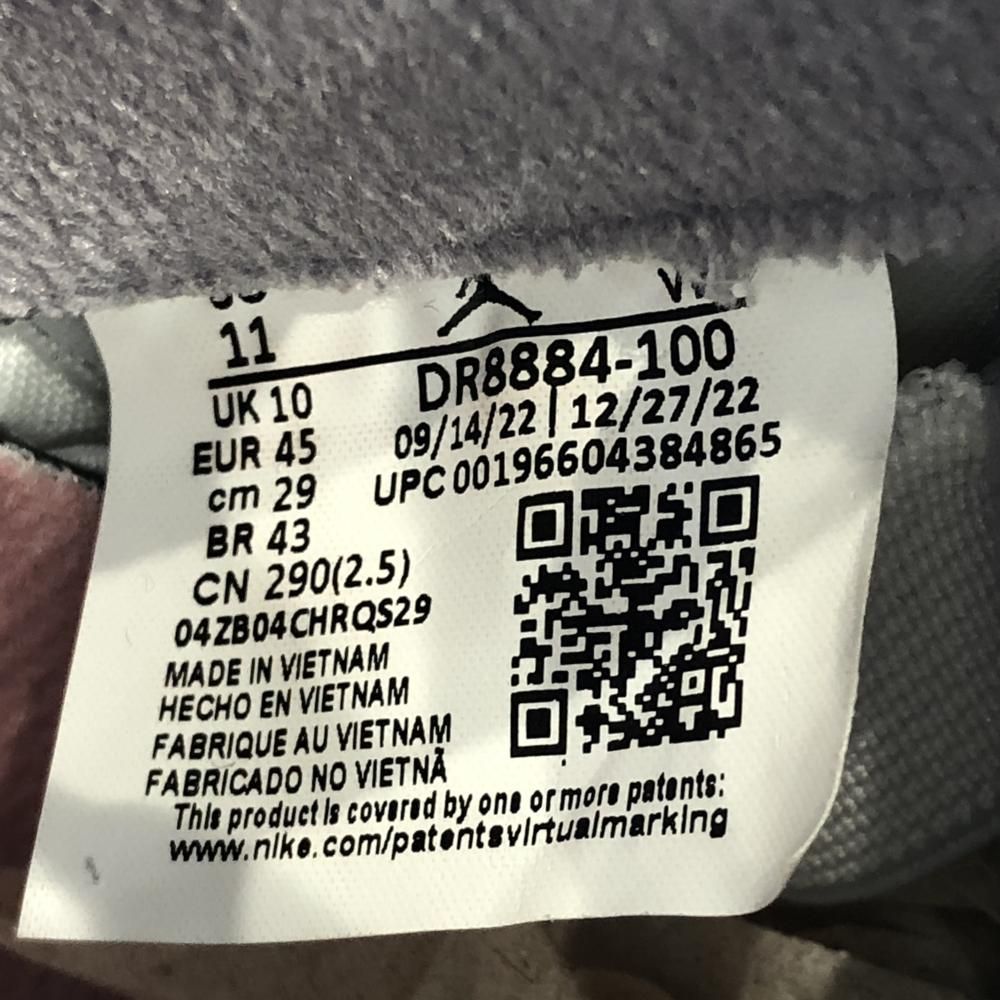 11
DR8884-100
UK 10
09/14/22 | 12/27/22
EUR 45
UPC 00196604384865
cm 29
BR 43
CN 290(2.5)
04ZB04CHRQS29
MADE IN VIETNAM
HECHO EN VIETNAM
FABRIQUE AU VIETNAM
FABRICADO NO VIETNÃ
This product is covered by one or more patents:
www.nike.com/patentsvirtualmarking